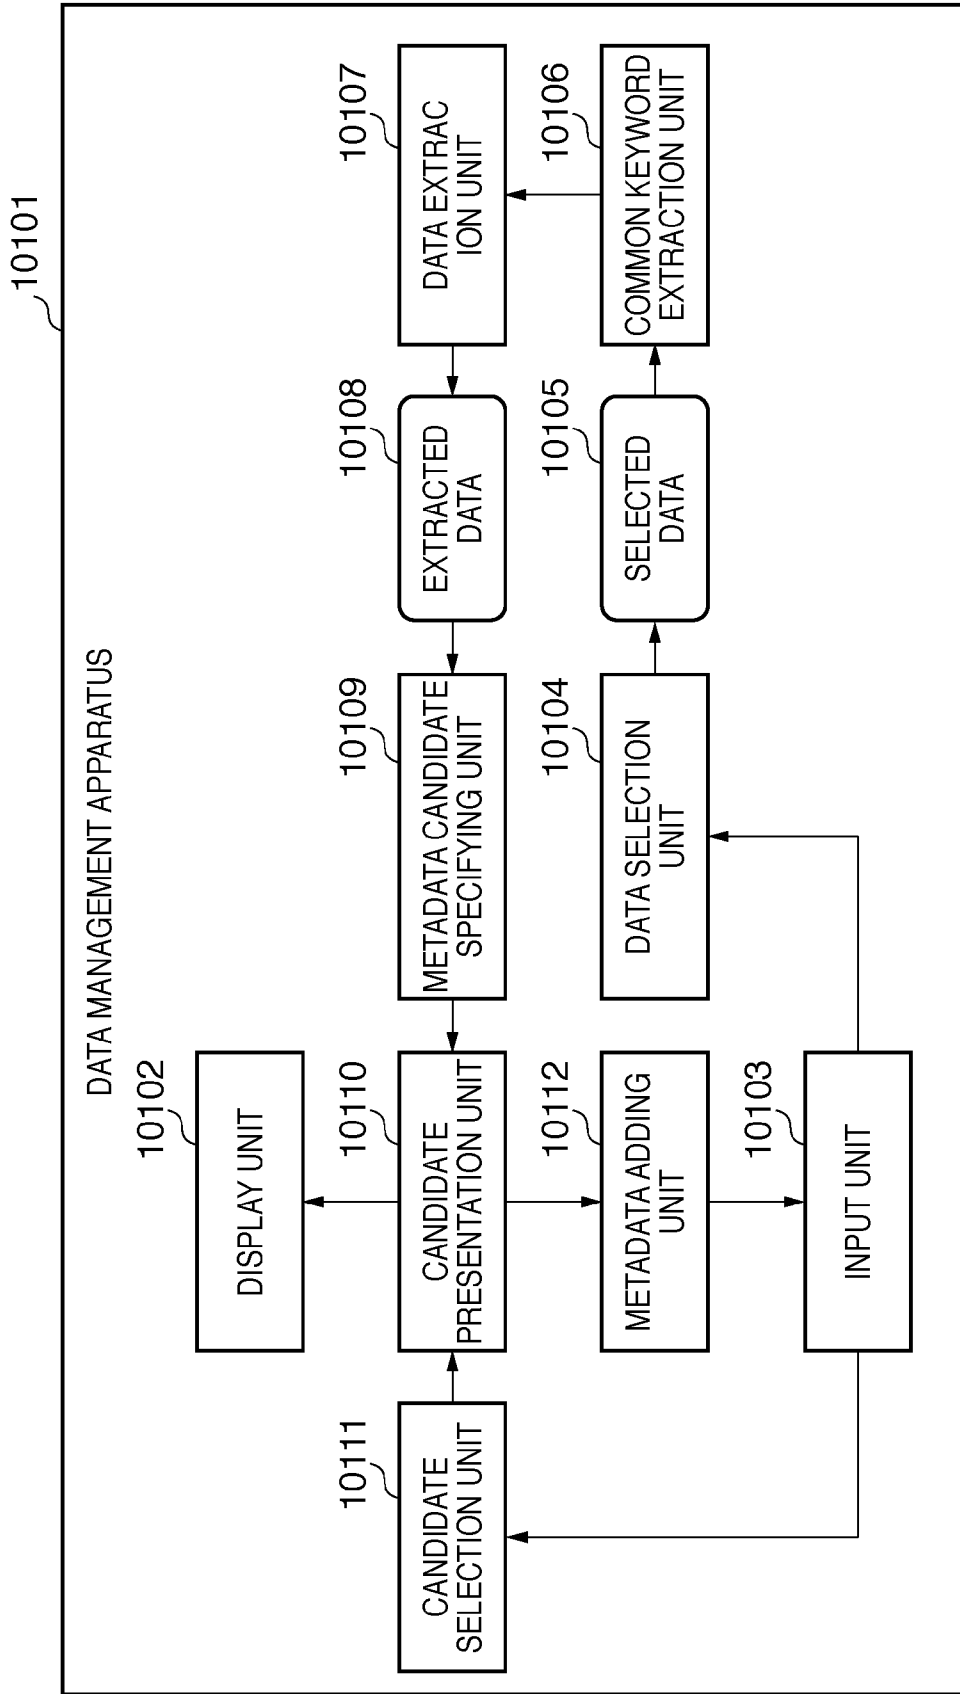 10101
DATA MANAGEMENT APPARATUS
10102
DISPLAY UNIT
10111
CANDIDATE
SELECTION UNIT
10110
CANDIDATE
PRESENTATION UNIT
10109
METADATA CANDIDATE
SPECIFYING UNIT
10108
EXTRACTED
DATA
10107
DATA EXTRAC
ION UNIT
10112
METADATA ADDING
UNIT
10104
DATA SELECTION
UNIT
10105
SELECTED
DATA
10106
COMMON KEYWORD
EXTRACTION UNIT
10103
INPUT UNIT